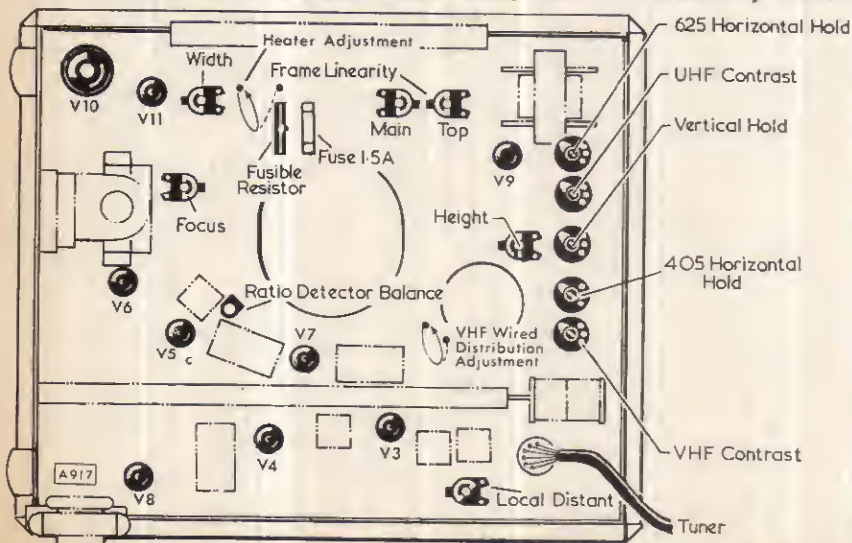 625 Horizontal Hold
Heater Adjustment
Width
Frame Linearity
UHF Contrast
V10
V11
Main
Top
Vertical Hold
Fuse 1·5A
V9
Fusible
Resistor
Focus
Height
405 Horizontal
Hold
V6
Ratio Detector Balance
V5
c
V7
VHF Wired
Distribution
Adjustment
V4
V3
VHF Contrast
A917
V8
Local Distant
Tuner